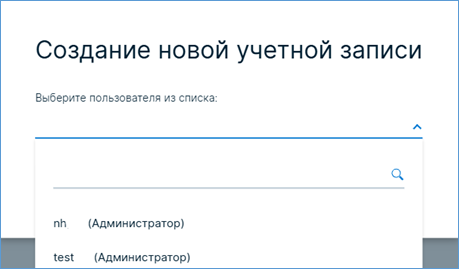 Создание новой учетной записи
Выберите пользователя из списка:
nh (Администратор)
test (Администратор)